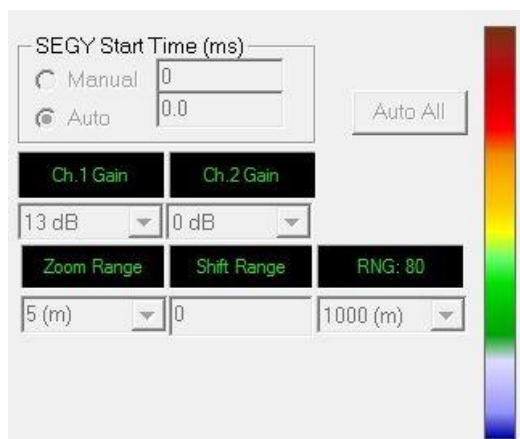 SEGY Start Time (ms)
Manual 0
Auto 0.0
Auto All
Ch.1 Gain Ch.2 Gain
13 dB 0 dB
Zoom Range Shift Range RNG: 80
5 (m) 0 1000 (m)